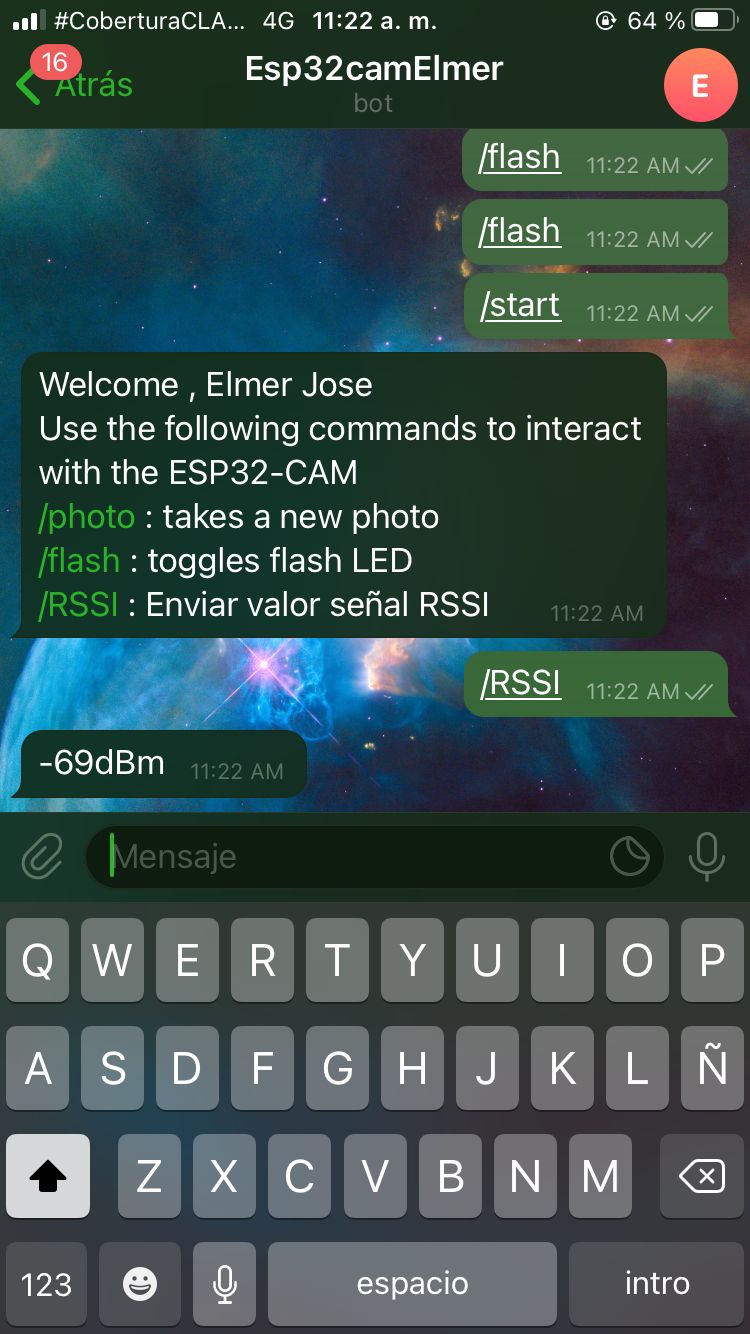 #CoberturaCLA... 4G 11:22 a. m. 64 %
16
Atrás
Esp32camElmer
bot
E
/flash 11:22 AM
/flash 11:22 AM
/start 11:22 AM
Welcome , Elmer Jose
Use the following commands to interact
with the ESP32-CAM
/photo : takes a new photo
/flash : toggles flash LED
/RSSI : Enviar valor señal RSSI 11:22 AM
/RSSI 11:22 AM
-69dBm 11:22 AM
Mensaje
Q W E R T Y U I O P
A S D F G H J K L Ñ
Z X C V B N M
123 espacio intro